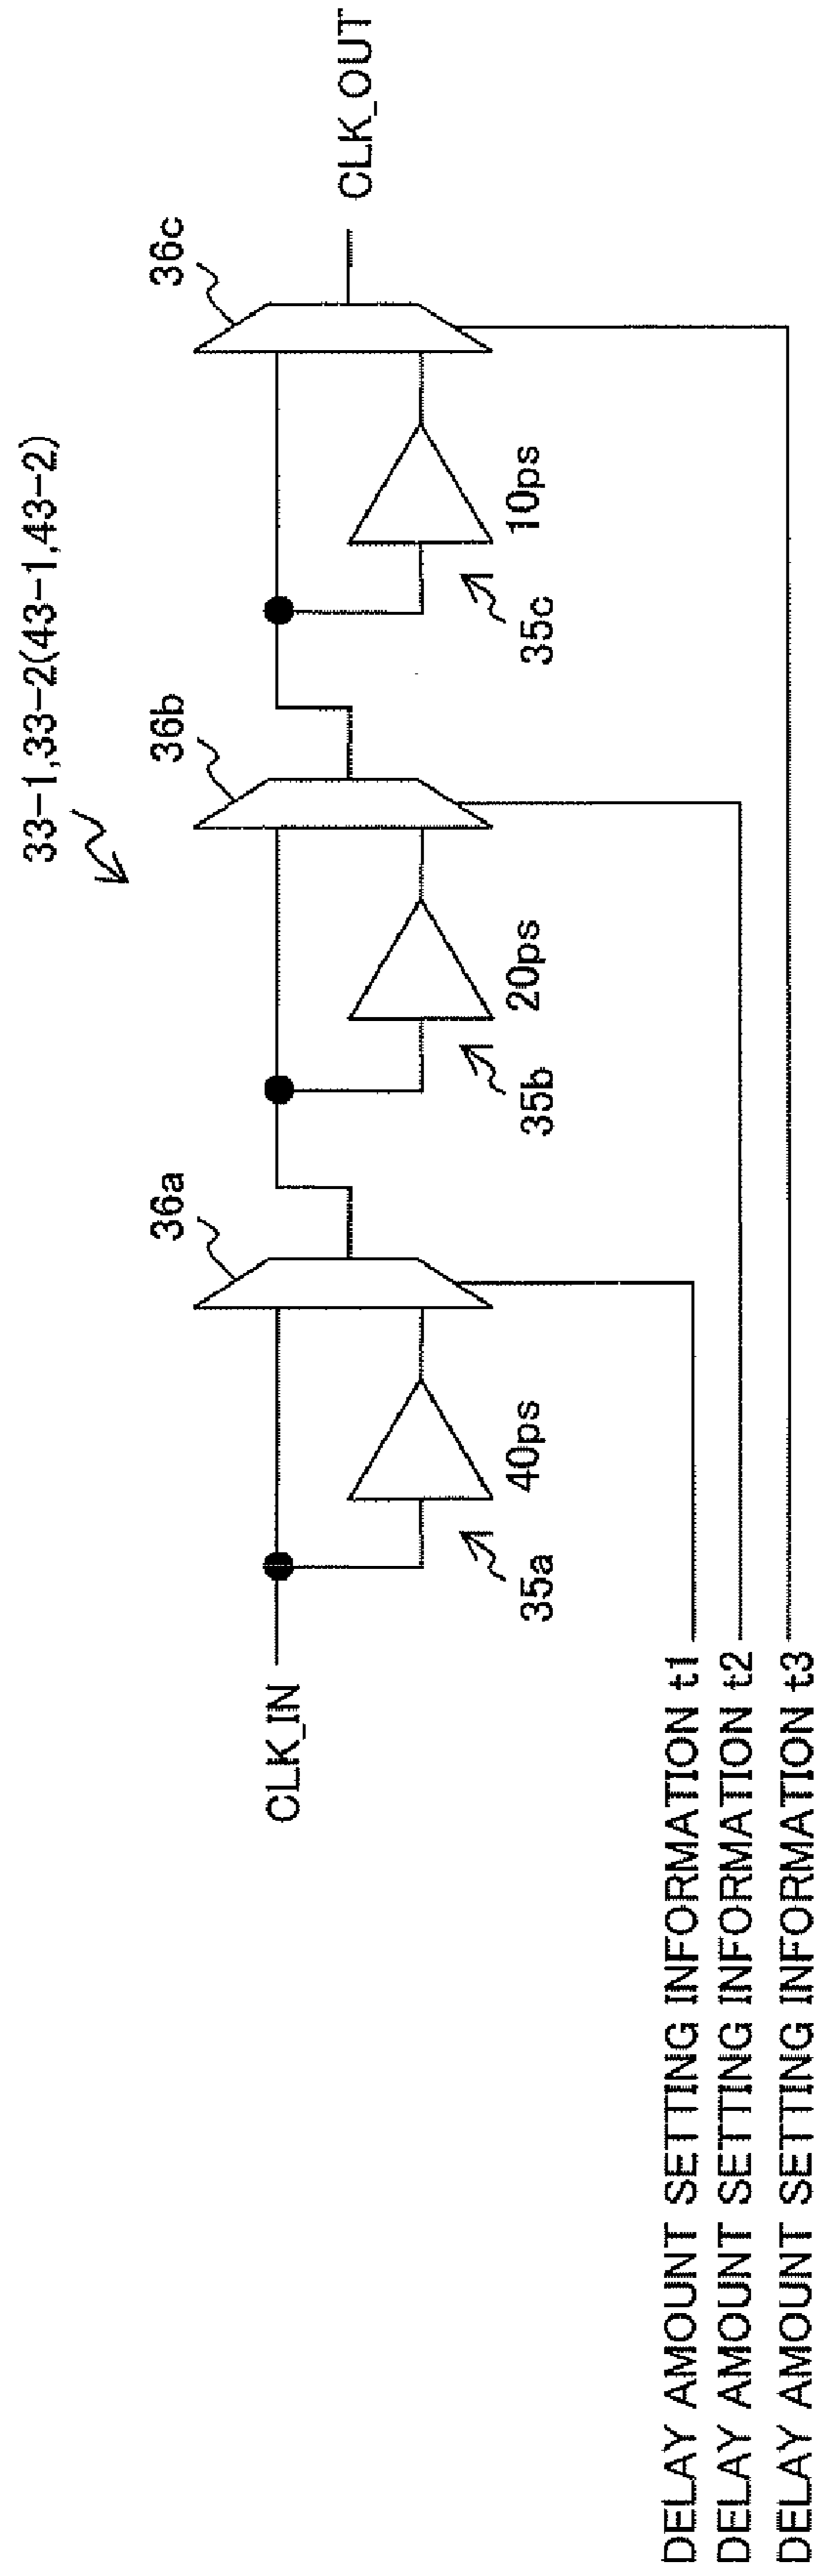 33-1,33-2(43-1,43-2)
36a
36b
36c
CLK_IN
CLK_OUT
40ps
20ps
10ps
35a
35b
35c
DELAY AMOUNT SETTING INFORMATION t1
DELAY AMOUNT SETTING INFORMATION t2
DELAY AMOUNT SETTING INFORMATION t3